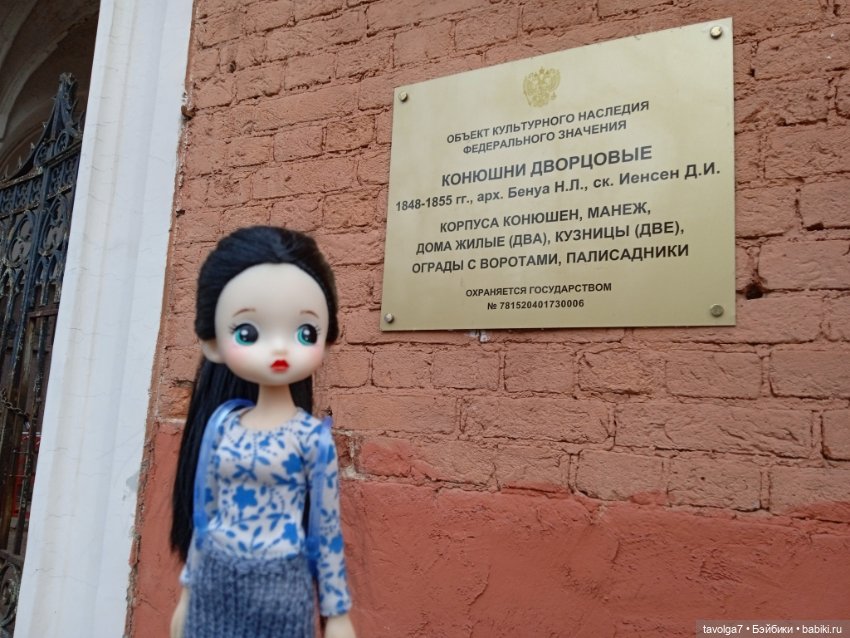 ОБЪЕКТ КУЛЬТУРНОГО НАСЛЕДИЯ
ФЕДЕРАЛЬНОГО ЗНАЧЕНИЯ
КОНЮШНИ ДВОРЦОВЫЕ
1848-1855 гг., арх. Бенуа Н.Л., ск. Иенсен Д.И.
КОРПУСА КОНЮШЕН, МАНЕЖ,
ДОМА ЖИЛЫЕ (ДВА), КУЗНИЦЫ (ДВЕ),
ОГРАДЫ С ВОРОТАМИ, ПАЛИСАДНИКИ
ОХРАНЯЕТСЯ ГОСУДАРСТВОМ
№ 781520401730006
tavolga7 • Бэйбики • babiki.ru